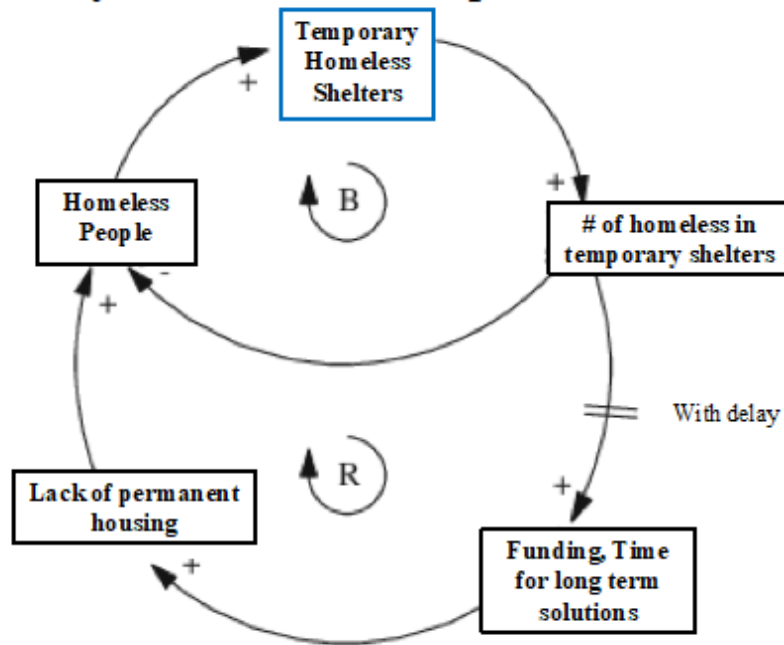 Temporary
Homeless
Shelters
+
+
Homeless
People
B
# of homeless in
temporary shelters
-
+
With delay
R
+
Lack of permanent
housing
Funding, Time
for long term
solutions
+